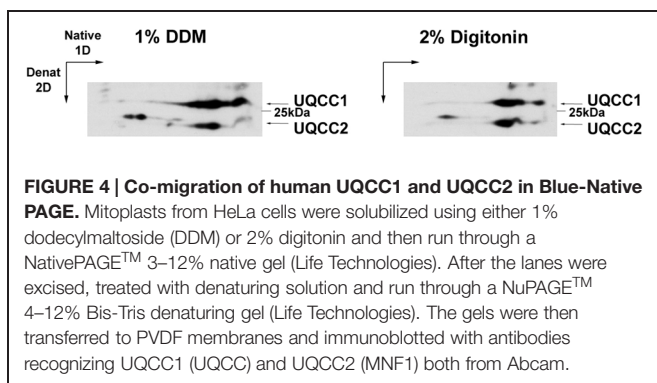 Native
1D
1% DDM
2% Digitonin
Denat
2D
UQCC1
25kDa
UQCC2
UQCC1
25kDa
UQCC2
FIGURE 4 | Co-migration of human UQCC1 and UQCC2 in Blue-Native
PAGE. Mitoplasts from HeLa cells were solubilized using either 1%
dodecylmaltoside (DDM) or 2% digitonin and then run through a
NativePAGE™ 3–12% native gel (Life Technologies). After the lanes were
excised, treated with denaturing solution and run through a NuPAGE™
4–12% Bis-Tris denaturing gel (Life Technologies). The gels were then
transferred to PVDF membranes and immunoblotted with antibodies
recognizing UQCC1 (UQCC) and UQCC2 (MNF1) both from Abcam.